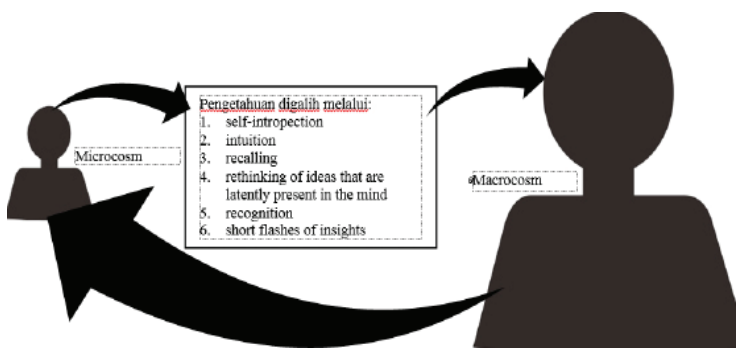 Microcosm
Pengetahuan digalih melalui:
1. self-intropection
2. intuition
3. recalling
4. rethinking of ideas that are
latently present in the mind
5. recognition
6. short flashes of insights
Macrocosm